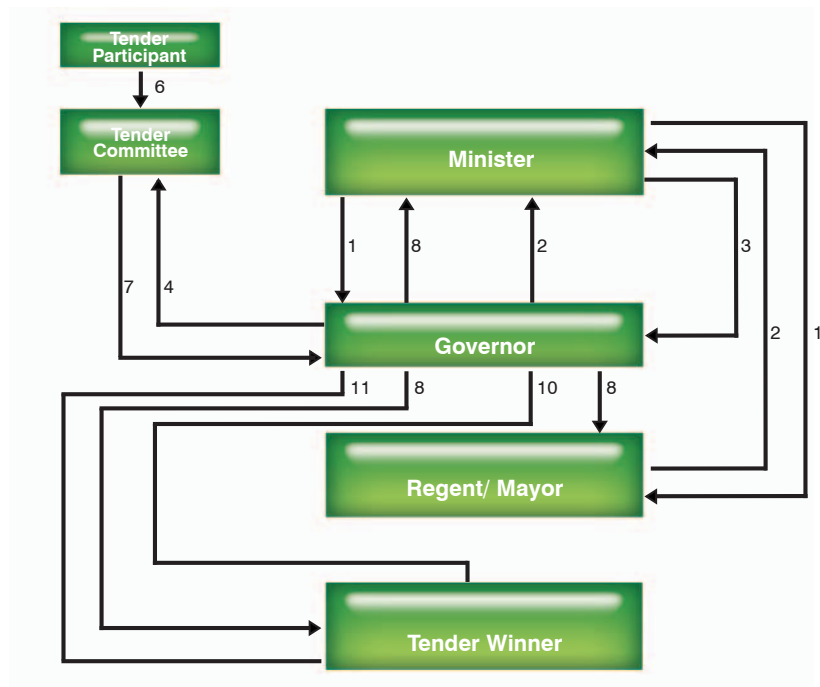 Tender
Participant
6
Tender
Committee
Minister
1
8
2
3
7
4
2
1
Governor
11
8
10
8
Regent/ Mayor
Tender Winner